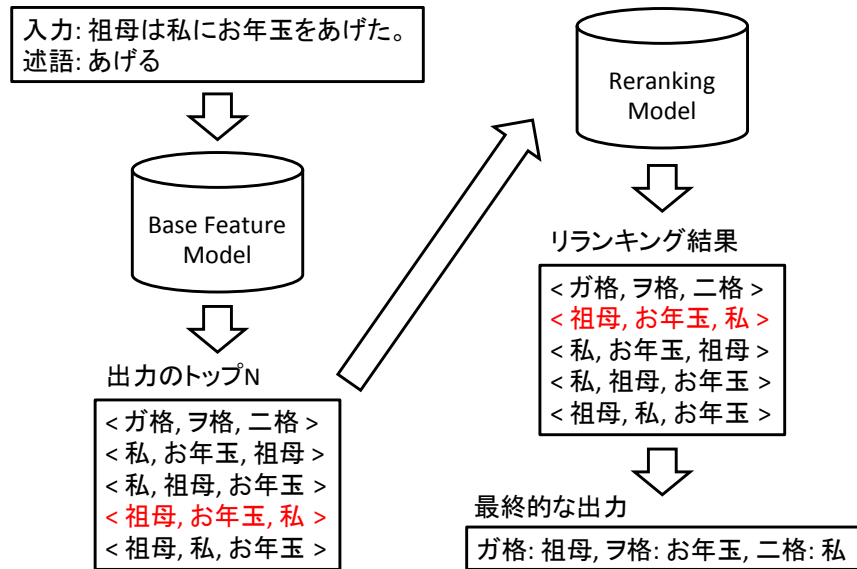 入力: 祖母は私にお年玉をあげた。
述語: あげる
Base Feature
Model
出力のトップN
< ガ格, ヲ格, ニ格 >
< 私, お年玉, 祖母 >
< 私, 祖母, お年玉 >
< 祖母, お年玉, 私 >
< 祖母, 私, お年玉 >
Reranking
Model
リランキング結果
< ガ格, ヲ格, ニ格 >
< 祖母, お年玉, 私 >
< 私, お年玉, 祖母 >
< 私, 祖母, お年玉 >
< 祖母, 私, お年玉 >
最終的な出力
ガ格: 祖母, ヲ格: お年玉, ニ格: 私